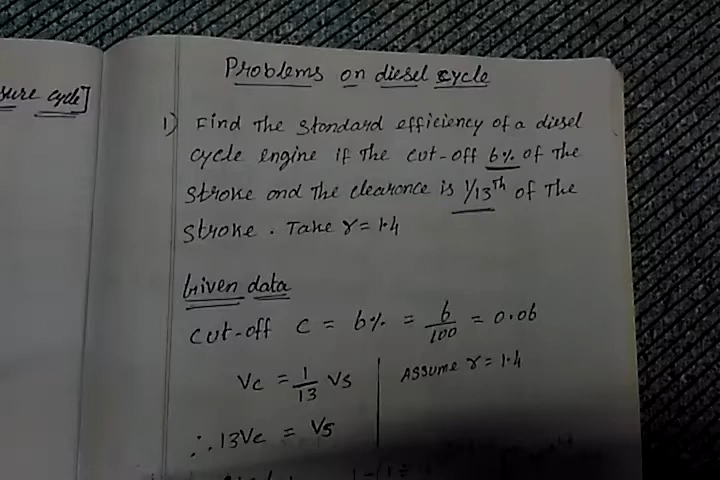 sure cycle]
Problems on diesel cycle
1) Find The Standard efficiency of a diesel
cycle engine if The cut-off 6% of The
stroke and The clearance is 1/13th of The
stroke. Take γ = 1.4
Given data
cut-off C = 6% = 6/100 = 0.06
Vc = 1/13 Vs
Assume γ = 1.4
∴ 13Vc = Vs